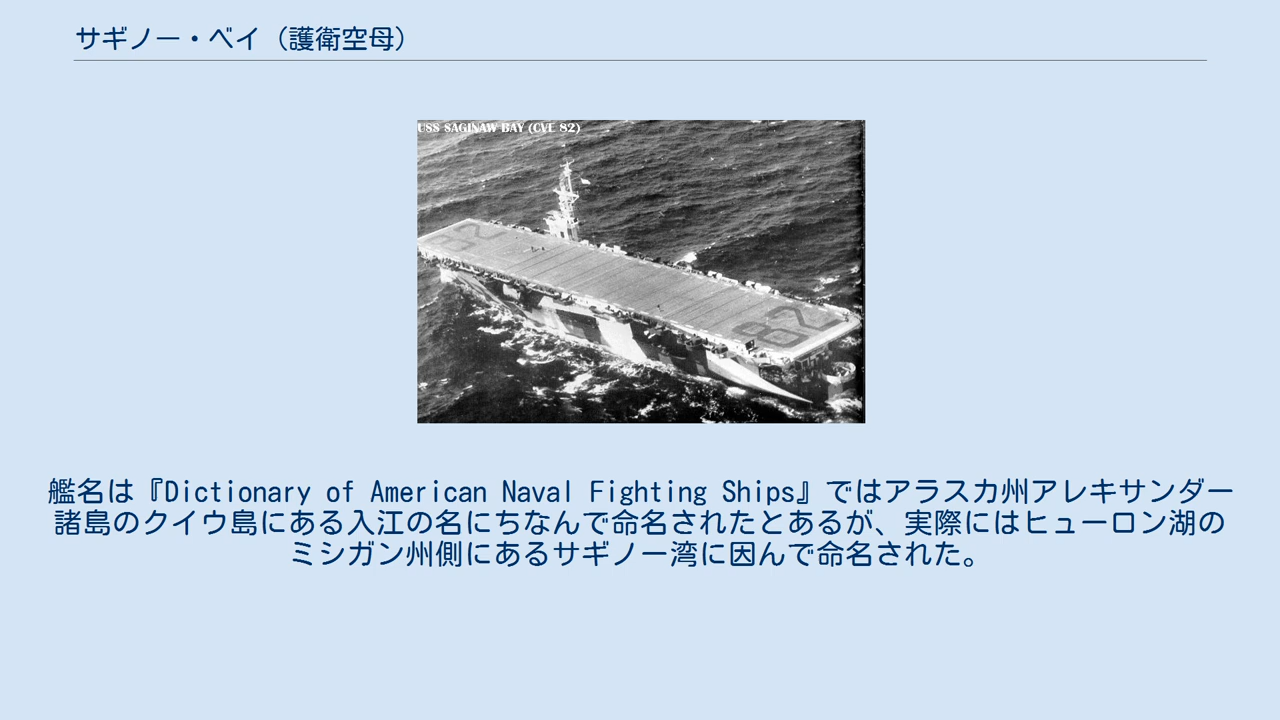 サギノー・ベイ（護衛空母）
USS SAGINAW BAY (CVE 82)
82
82
艦名は『Dictionary of American Naval Fighting Ships』ではアラスカ州アレキサンダー
諸島のクイウ島にある入江の名にちなんで命名されたとあるが、実際にはヒューロン湖の
ミシガン州側にあるサギノー湾に因んで命名された。